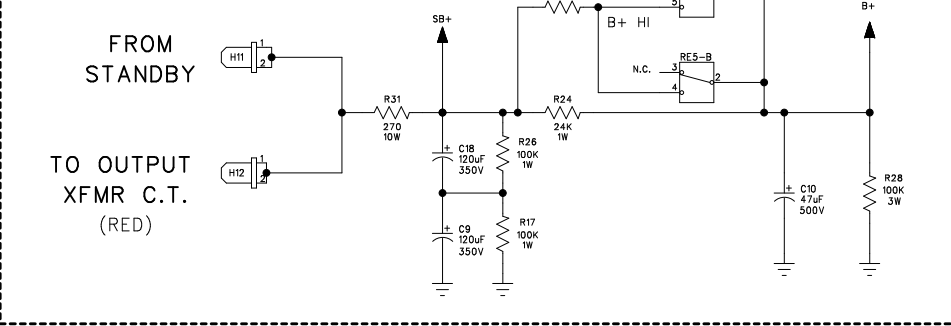 SB+
B+
5
B+ HI
FROM
STANDBY
H11
1
2
RE5-B
N.C.
3
2
4
R31
270
10W
R24
24K
1W
TO OUTPUT
XFMR C.T.
(RED)
H12
1
2
C18
120uF
350V
R26
100K
1W
C9
120uF
350V
R17
100K
1W
C10
47uF
500V
R28
100K
3W